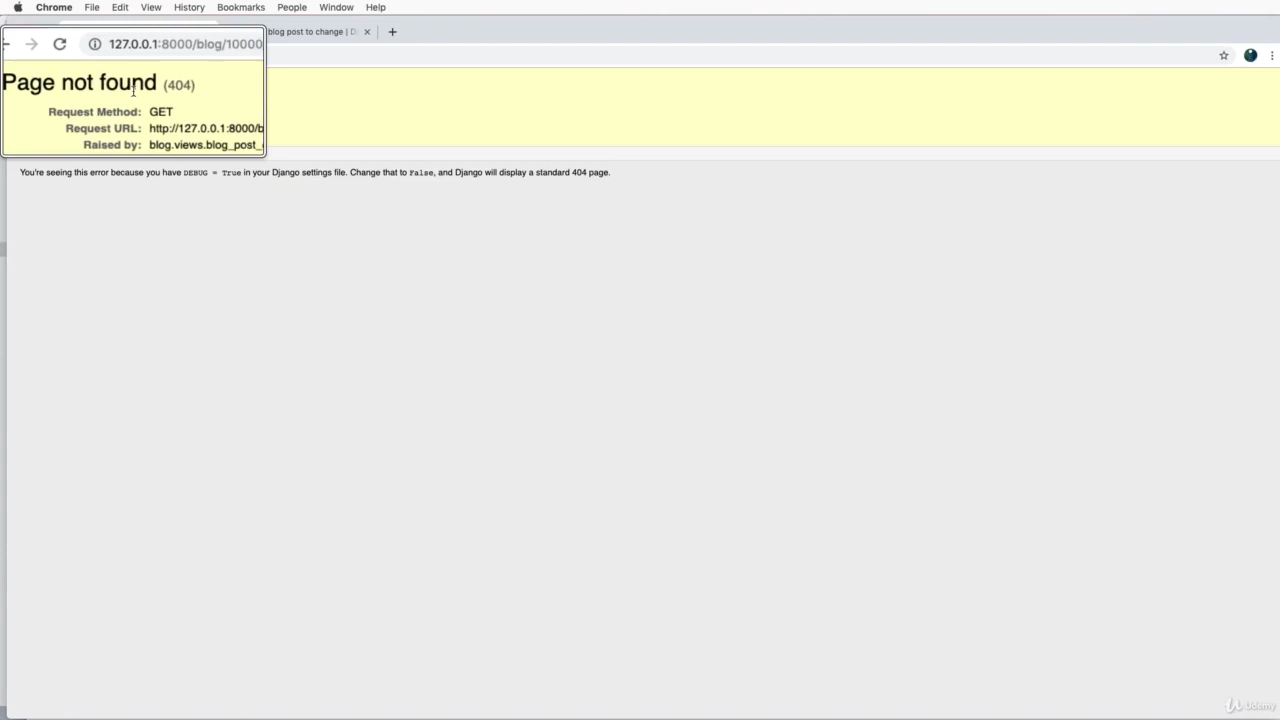 Chrome File Edit View History Bookmarks People Window Help
blog post to change | D
127.0.0.1:8000/blog/10000
Page not found (404)
Request Method: GET
Request URL: http://127.0.0.1:8000/b
Raised by: blog.views.blog_post_
You're seeing this error because you have DEBUG = True in your Django settings file. Change that to False, and Django will display a standard 404 page.
Udemy